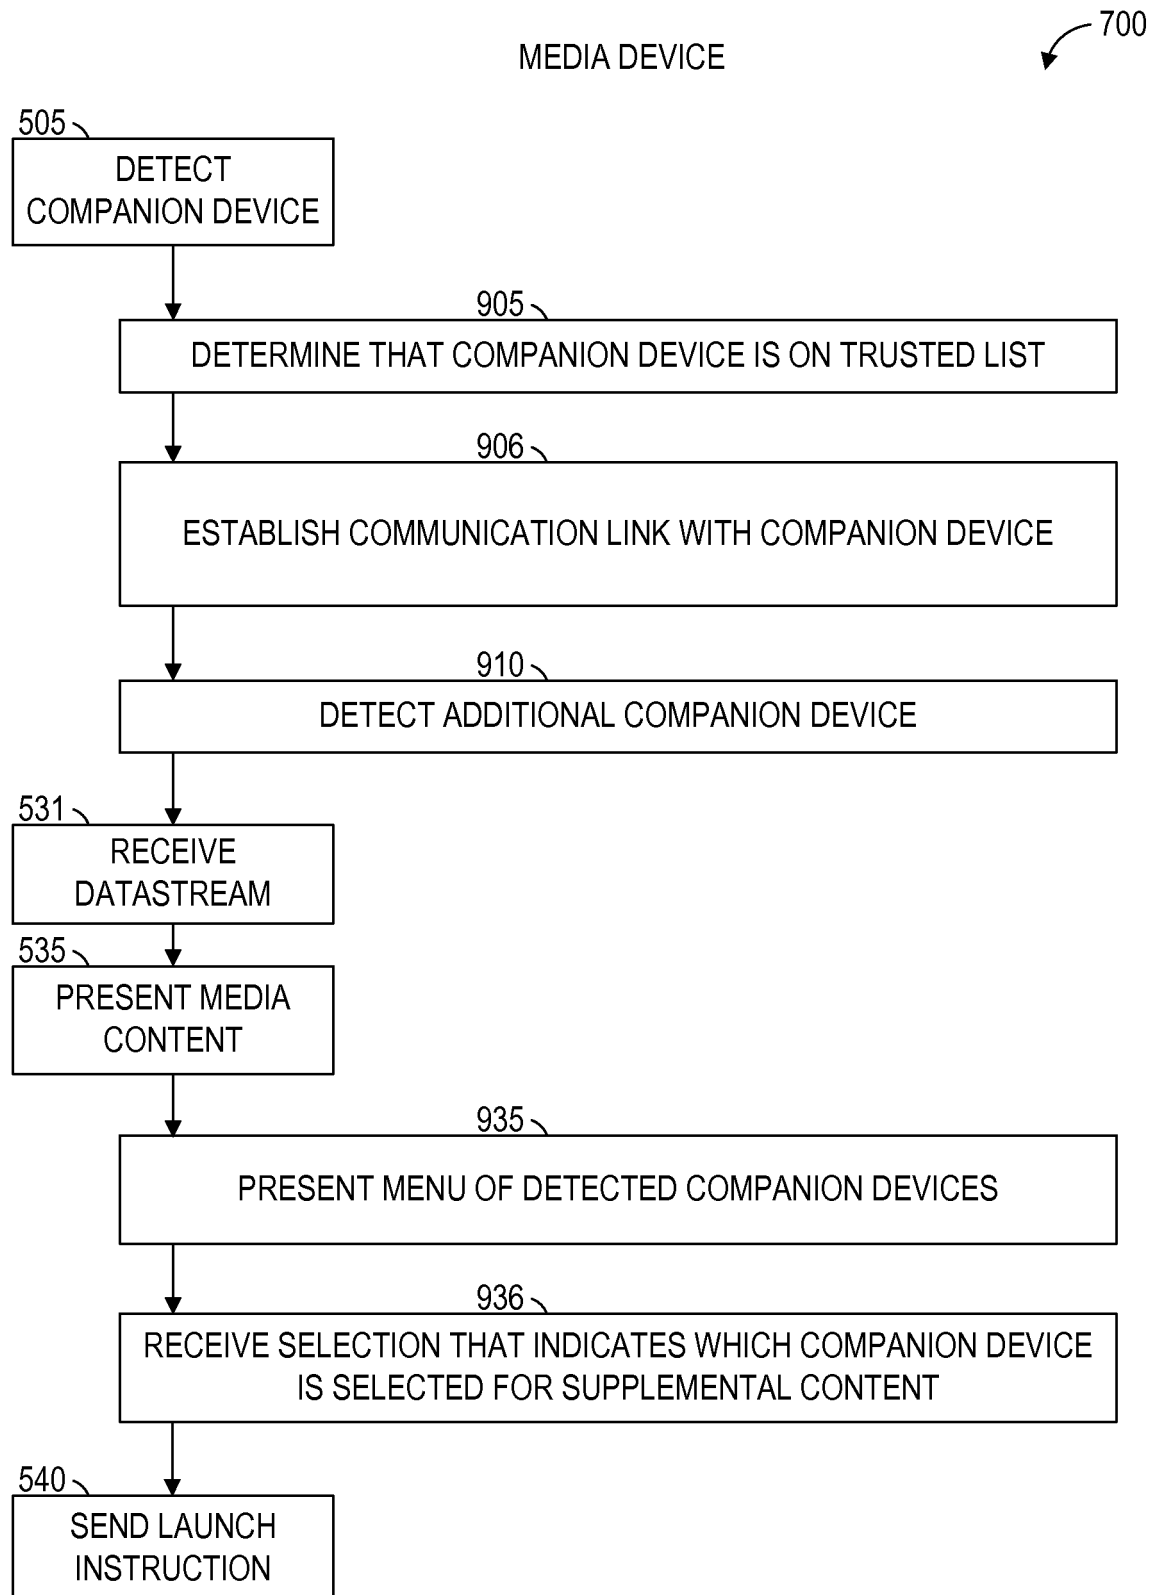 700
MEDIA DEVICE
505
DETECT
COMPANION DEVICE
905
DETERMINE THAT COMPANION DEVICE IS ON TRUSTED LIST
906
ESTABLISH COMMUNICATION LINK WITH COMPANION DEVICE
910
DETECT ADDITIONAL COMPANION DEVICE
531
RECEIVE
DATASTREAM
535
PRESENT MEDIA
CONTENT
935
PRESENT MENU OF DETECTED COMPANION DEVICES
936
RECEIVE SELECTION THAT INDICATES WHICH COMPANION DEVICE
IS SELECTED FOR SUPPLEMENTAL CONTENT
540
SEND LAUNCH
INSTRUCTION